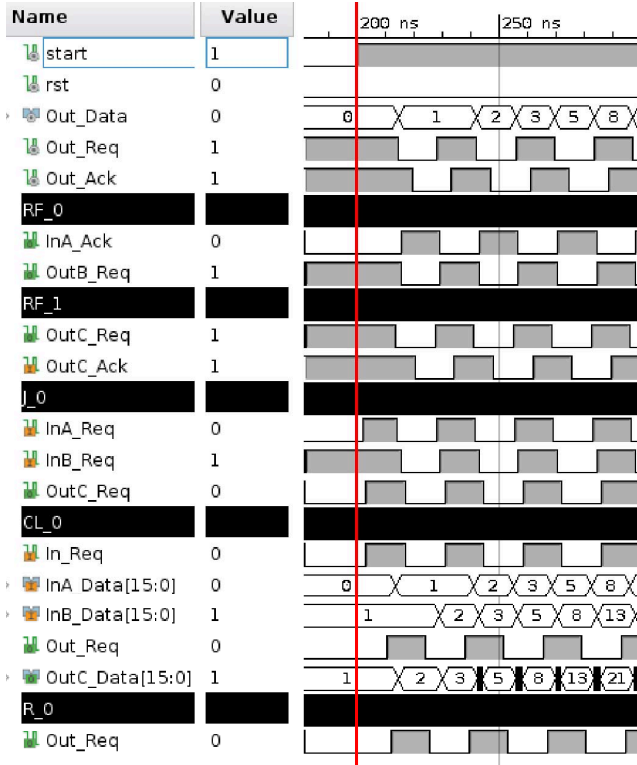 Name Value 200 ns 250 ns
start 1
rst 0
Out_Data 0 0 1 2 3 5 8
Out_Req 1
Out_Ack 1
RF_0
InA_Ack 0
OutB_Req 1
RF_1
OutC_Req 1
OutC_Ack 1
J_0
InA_Req 0
InB_Req 1
OutC_Req 0
CL_0
In_Req 0
InA_Data[15:0] 0 0 1 2 3 5 8
InB_Data[15:0] 1 1 2 3 5 8 13
Out_Req 0
OutC_Data[15:0] 1 1 2 3 5 8 13 21
R_0
Out_Req 0